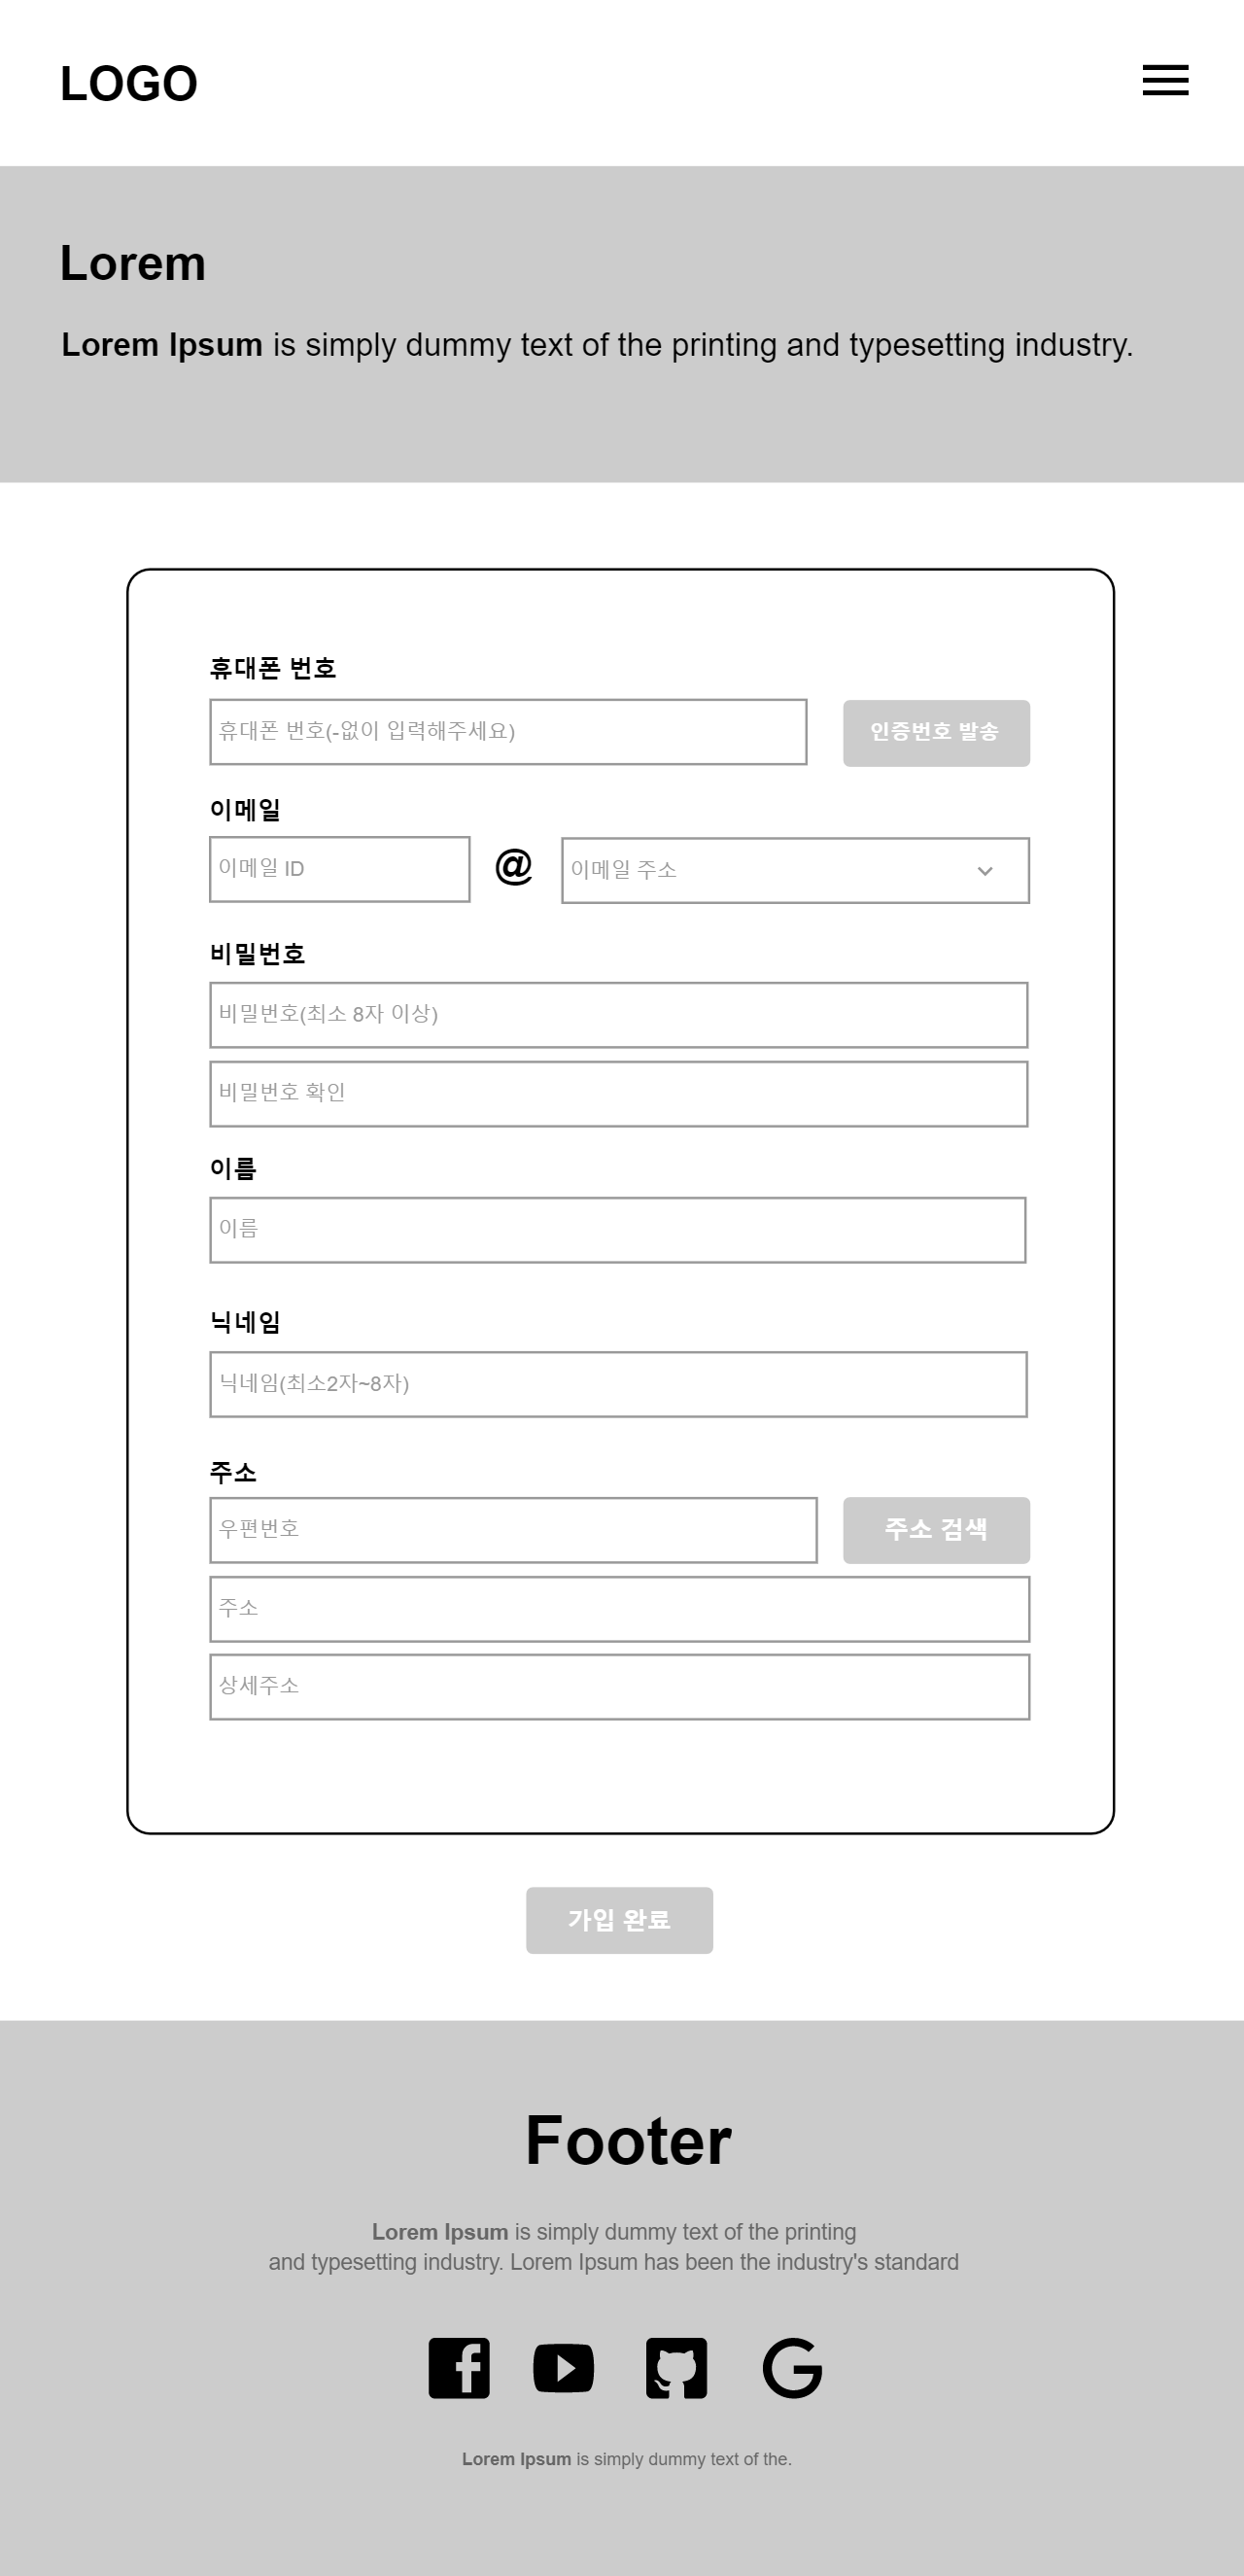 LOGO
Lorem
Lorem Ipsum is simply dummy text of the printing and typesetting industry.
휴대폰 번호
휴대폰 번호(-없이 입력해주세요)
인증번호 발송
이메일
이메일 ID
@
이메일 주소
비밀번호
비밀번호(최소 8자 이상)
비밀번호 확인
이름
이름
닉네임
닉네임(최소2자~8자)
주소
우편번호
주소 검색
주소
상세주소
가입 완료
Footer
Lorem Ipsum is simply dummy text of the printing
and typesetting industry. Lorem Ipsum has been the industry's standard
Lorem Ipsum is simply dummy text of the.